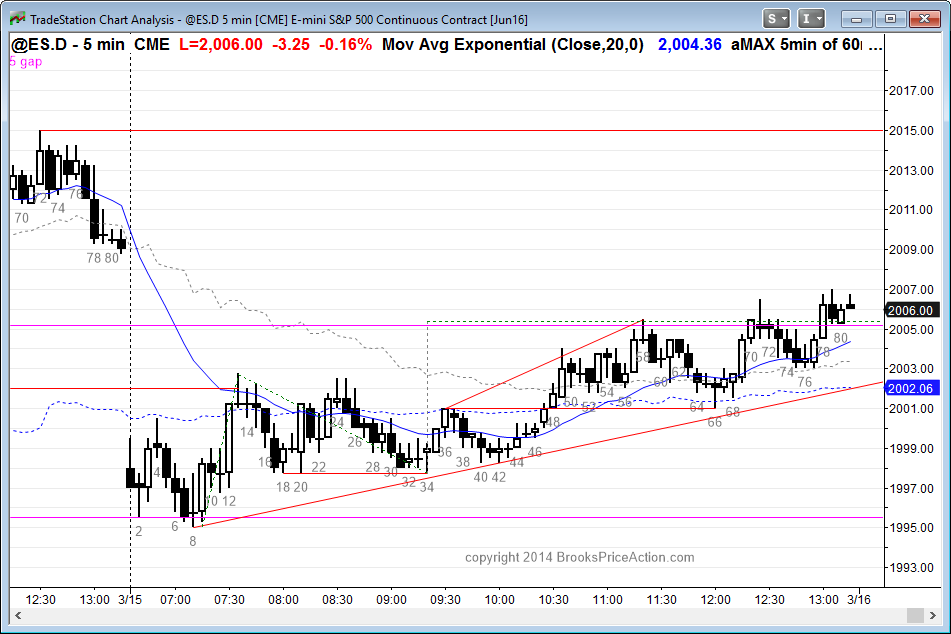 TradeStation Chart Analysis - @ES.D 5 min [CME] E-mini S&P 500 Continuous Contract [Jun16]
S I
@ES.D - 5 min CME L=2,006.00 -3.25 -0.16% Mov Avg Exponential (Close,20,0) 2,004.36 aMAX 5min of 60r ...
5 gap
2017.00
2015.00
2013.00
2011.00
2009.00
2007.00
2006.00
2005.00
2003.00
2002.06
2001.00
1999.00
1997.00
1995.00
1993.00
70 72 74 76 78 80
2 4 6 8 10 12 14 16 18 20 22 24 26 28 30 32 34 36 38 40 42 44 46 48 50 52 54 56 58 60 62 64 66 68 70 72 74 76 78 80
copyright 2014 BrooksPriceAction.com
12:30 13:00 3/15 07:00 07:30 08:00 08:30 09:00 09:30 10:00 10:30 11:00 11:30 12:00 12:30 13:00 3/16